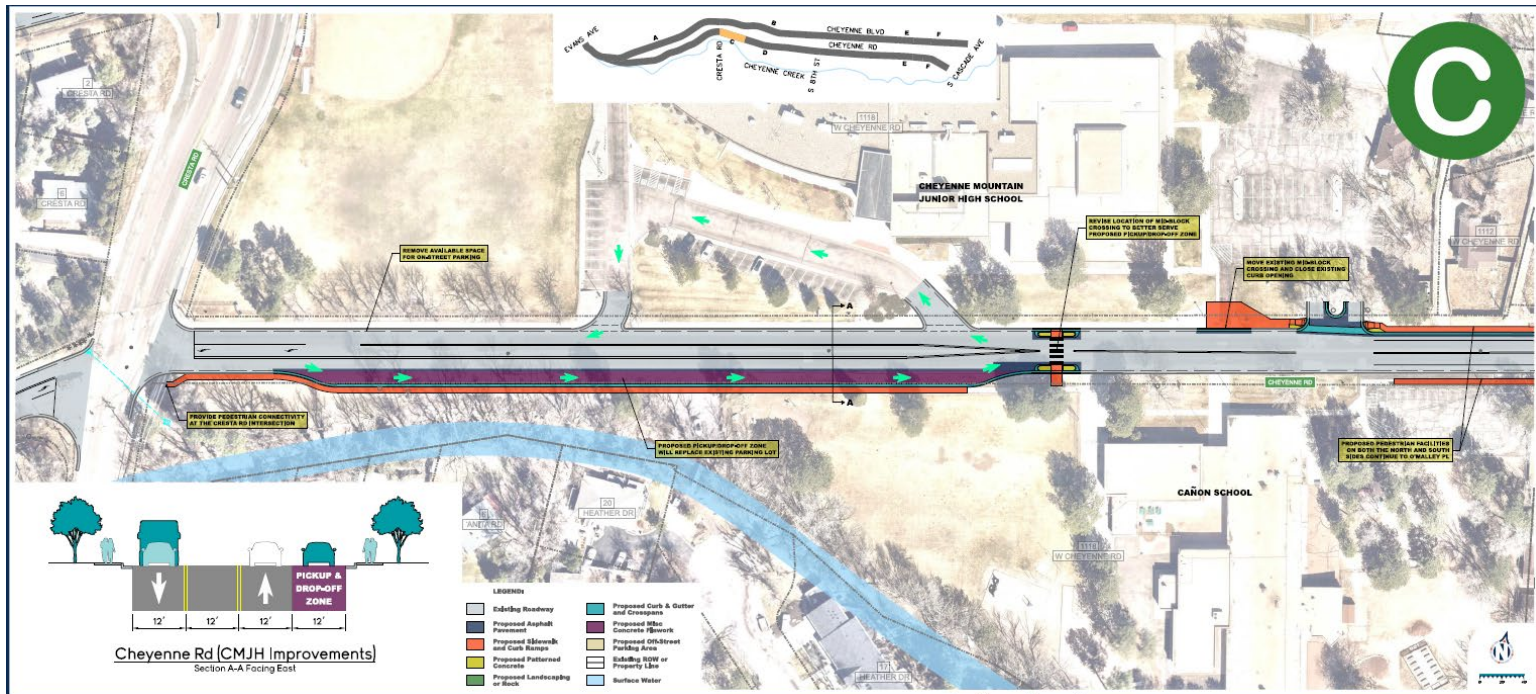 EVANS AVE
A
B
CHEYENNE BLVD
E
F
CRESTA RD
C
D
CHEYENNE RD
CHEYENNE CREEK
S 8TH ST
E
F
S CASCADE AVE
C
2
CRESTA RD
6
CRESTA RD
CRESTA RD
1118
W CHEYENNE RD
CHEYENNE MOUNTAIN
JUNIOR HIGH SCHOOL
1112
W CHEYENNE RD
REMOVE AVAILABLE SPACE
FOR ON-STREET PARKING
REVISE LOCATION OF MID-BLOCK
CROSSING TO BETTER SERVE
PROPOSED PICKUP/DROP-OFF ZONE
MOVE EXISTING MID-BLOCK
CROSSING AND CLOSE EXISTING
CURB OPENING
A
A
CHEYENNE RD
PROVIDE PEDESTRIAN CONNECTIVITY
AT THE CRESTA RD INTERSECTION
PROPOSED PICKUP/DROP-OFF ZONE
WILL REPLACE EXISTING PARKING LOT
PROPOSED PEDESTRIAN FACILITIES
ON BOTH THE NORTH AND SOUTH
SIDES CONTINUE TO O'MALLEY PL
CAÑON SCHOOL
20
HEATHER DR
ANITA RD
W CHEYENNE RD
17
HEATHER DR
PICKUP &
DROP-OFF
ZONE
12'
12'
12'
12'
Cheyenne Rd (CMJH Improvements)
Section A-A Facing East
LEGEND:
Existing Roadway
Proposed Asphalt
Pavement
Proposed Sidewalk
and Curb Ramps
Proposed Patterned
Concrete
Proposed Landscaping
or Rock
Proposed Curb & Gutter
and Crosspans
Proposed Misc
Concrete Flatwork
Proposed Off-Street
Parking Area
Existing ROW or
Property Line
Surface Water
N